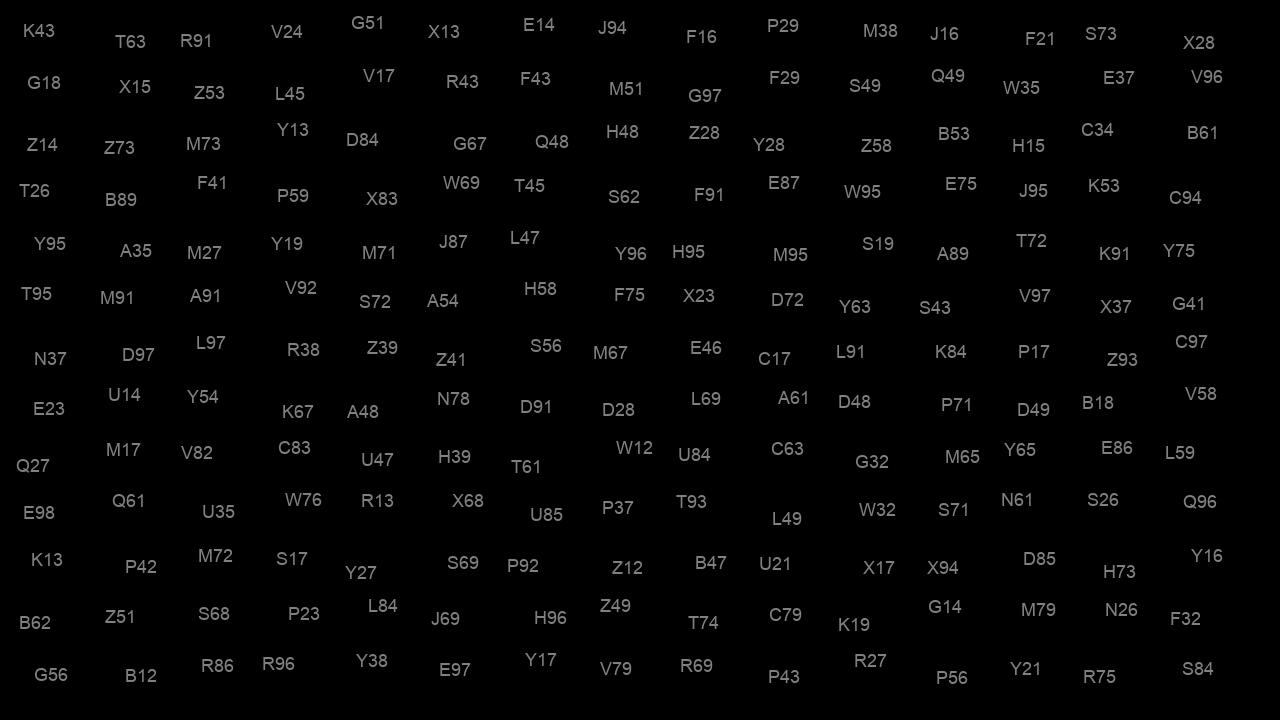 K43 T63 R91 V24 G51 X13 E14 J94 F16 P29 M38 J16 F21 S73 X28
G18 X15 Z53 L45 V17 R43 F43 M51 G97 F29 S49 Q49 W35 E37 V96
Z14 Z73 M73 Y13 D84 G67 Q48 H48 Z28 Y28 Z58 B53 H15 C34 B61
T26 B89 F41 P59 X83 W69 T45 S62 F91 E87 W95 E75 J95 K53 C94
Y95 A35 M27 Y19 M71 J87 L47 Y96 H95 M95 S19 A89 T72 K91 Y75
T95 M91 A91 V92 S72 A54 H58 F75 X23 D72 Y63 S43 V97 X37 G41
N37 D97 L97 R38 Z39 Z41 S56 M67 E46 C17 L91 K84 P17 Z93 C97
E23 U14 Y54 K67 A48 N78 D91 D28 L69 A61 D48 P71 D49 B18 V58
Q27 M17 V82 C83 U47 H39 T61 W12 U84 C63 G32 M65 Y65 E86 L59
E98 Q61 U35 W76 R13 X68 U85 P37 T93 L49 W32 S71 N61 S26 Q96
K13 P42 M72 S17 Y27 S69 P92 Z12 B47 U21 X17 X94 D85 H73 Y16
B62 Z51 S68 P23 L84 J69 H96 Z49 T74 C79 K19 G14 M79 N26 F32
G56 B12 R86 R96 Y38 E97 Y17 V79 R69 P43 R27 P56 Y21 R75 S84